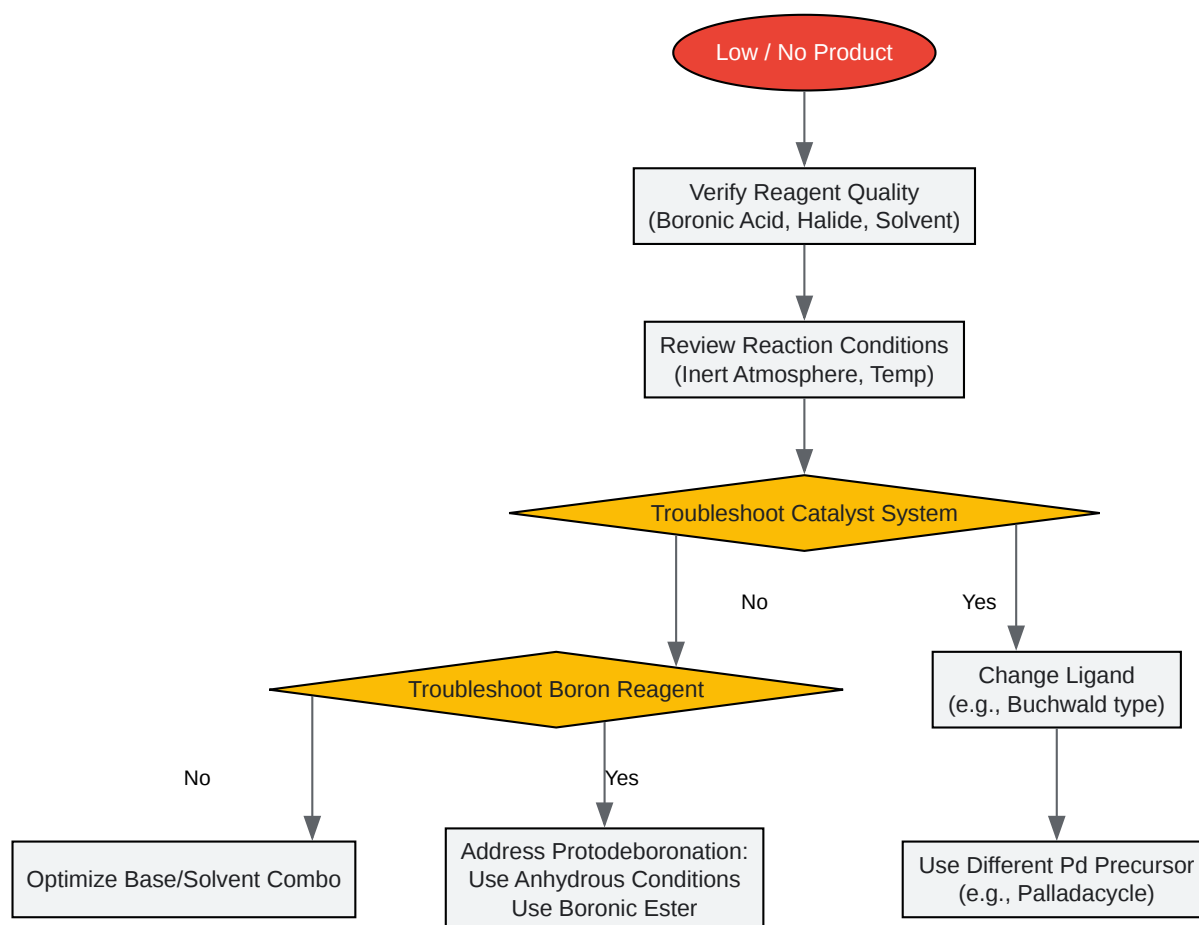 Low / No Product
Verify Reagent Quality
(Boronic Acid, Halide, Solvent)
Review Reaction Conditions
(Inert Atmosphere, Temp)
Troubleshoot Catalyst System
No
Yes
Troubleshoot Boron Reagent
Change Ligand
(e.g., Buchwald type)
No
Yes
Optimize Base/Solvent Combo
Address Protodeboronation:
Use Anhydrous Conditions
Use Boronic Ester
Use Different Pd Precursor
(e.g., Palladacycle)